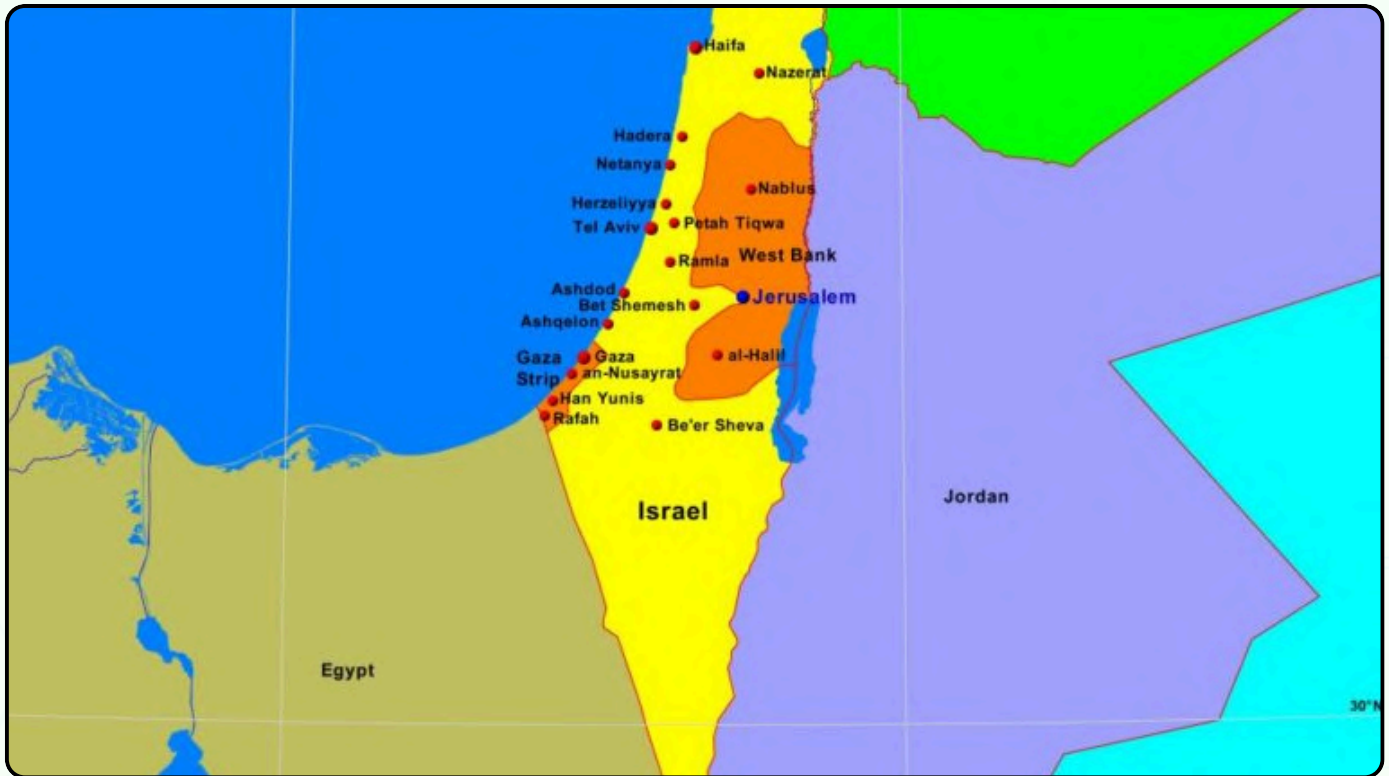 Haifa
Nazerat
Hadera
Netanya
Nablus
Herzeliyya
Petah Tiqwa
Tel Aviv
West Bank
Ramla
Ashdod
Jerusalem
Bet Shemesh
Ashqelon
Gaza
Strip
Gaza
al-Halil
an-Nusayrat
Han Yunis
Rafah
Be'er Sheva
Jordan
Israel
Egypt
30°N